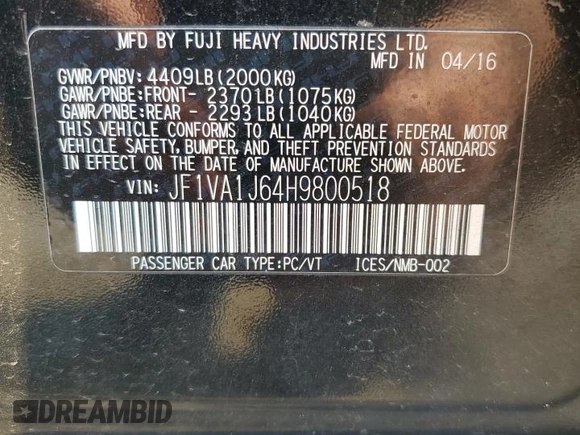 MFD BY FUJI HEAVY INDUSTRIES LTD.
MFD IN 04/16
GVWR/PNBV: 4409LB (2000KG)
GAWR/PNBE:FRONT- 2370LB (1075KG)
GAWR/PNBE:REAR - 2293LB (1040KG)
THIS VEHICLE CONFORMS TO ALL APPLICABLE FEDERAL MOTOR
VEHICLE SAFETY, BUMPER, AND THEFT PREVENTION STANDARDS
IN EFFECT ON THE DATE OF MANUFACTURE SHOWN ABOVE.
VIN: JF1VA1J64H9800518
PASSENGER CAR TYPE:PC/VT ICES/NMB-002
DREAMBID